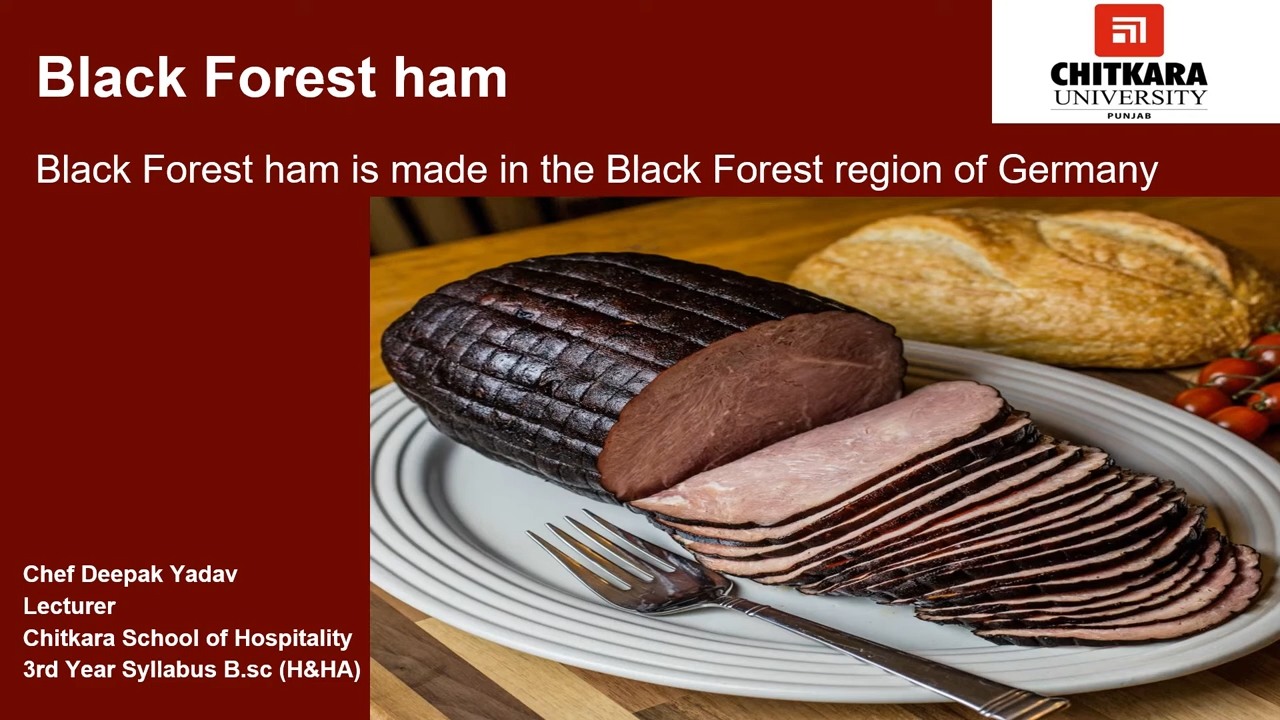 Black Forest ham
CHITKARA
UNIVERSITY
PUNJAB
Black Forest ham is made in the Black Forest region of Germany
Chef Deepak Yadav
Lecturer
Chitkara School of Hospitality
3rd Year Syllabus B.sc (H&HA)